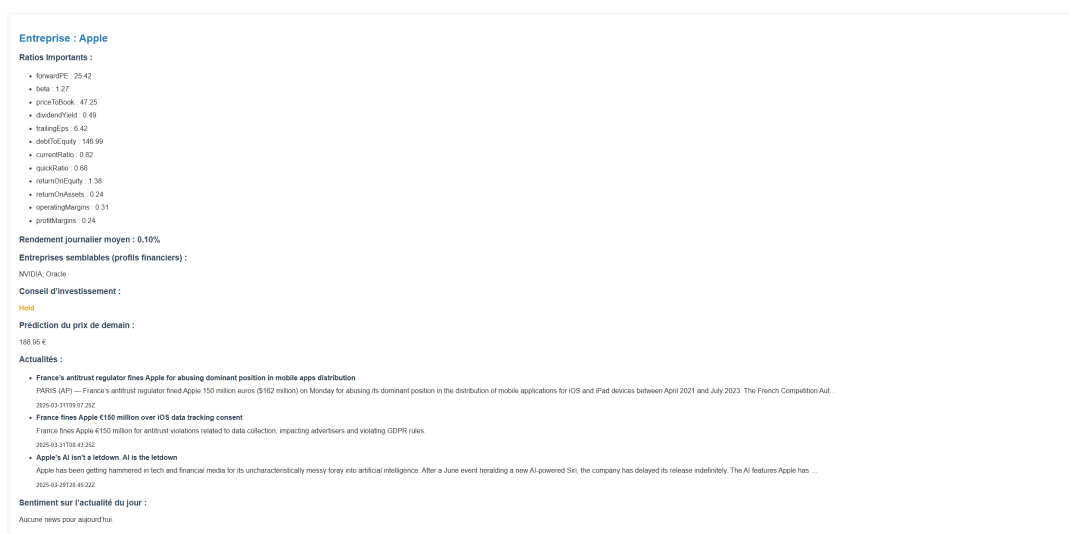 Entreprise : Apple
Ratios Importants :
• forwardPE : 25.42
• beta : 1.27
• priceToBook : 47.25
• dividendYield : 0.49
• trailingEps : 6.42
• debtToEquity : 146.99
• currentRatio : 0.82
• quickRatio : 0.68
• returnOnEquity : 1.38
• returnOnAssets : 0.24
• operatingMargins : 0.31
• profitMargins : 0.24
Rendement journalier moyen : 0.10%
Entreprises semblables (profils financiers) :
NVIDIA, Oracle
Conseil d'investissement :
Hold
Prédiction du prix de demain :
188.95 €
Actualités :
• France's antitrust regulator fines Apple for abusing dominant position in mobile apps distribution
PARIS (AP) — France's antitrust regulator fined Apple 150 million euros ($162 million) on Monday for abusing its dominant position in the distribution of mobile applications for iOS and iPad devices between April 2021 and July 2023. The French Competition Aut...
2025-03-31T09:07:25Z
• France fines Apple €150 million over iOS data tracking consent
France fines Apple €150 million for antitrust violations related to data collection, impacting advertisers and violating GDPR rules.
2025-03-31T08:43:25Z
• Apple's AI isn't a letdown. AI is the letdown
Apple has been getting hammered in tech and financial media for its uncharacteristically messy foray into artificial intelligence. After a June event heralding a new AI-powered Siri, the company has delayed its release indefinitely. The AI features Apple has ...
2025-03-29T20:45:22Z
Sentiment sur l'actualité du jour :
Aucune news pour aujourd'hui.